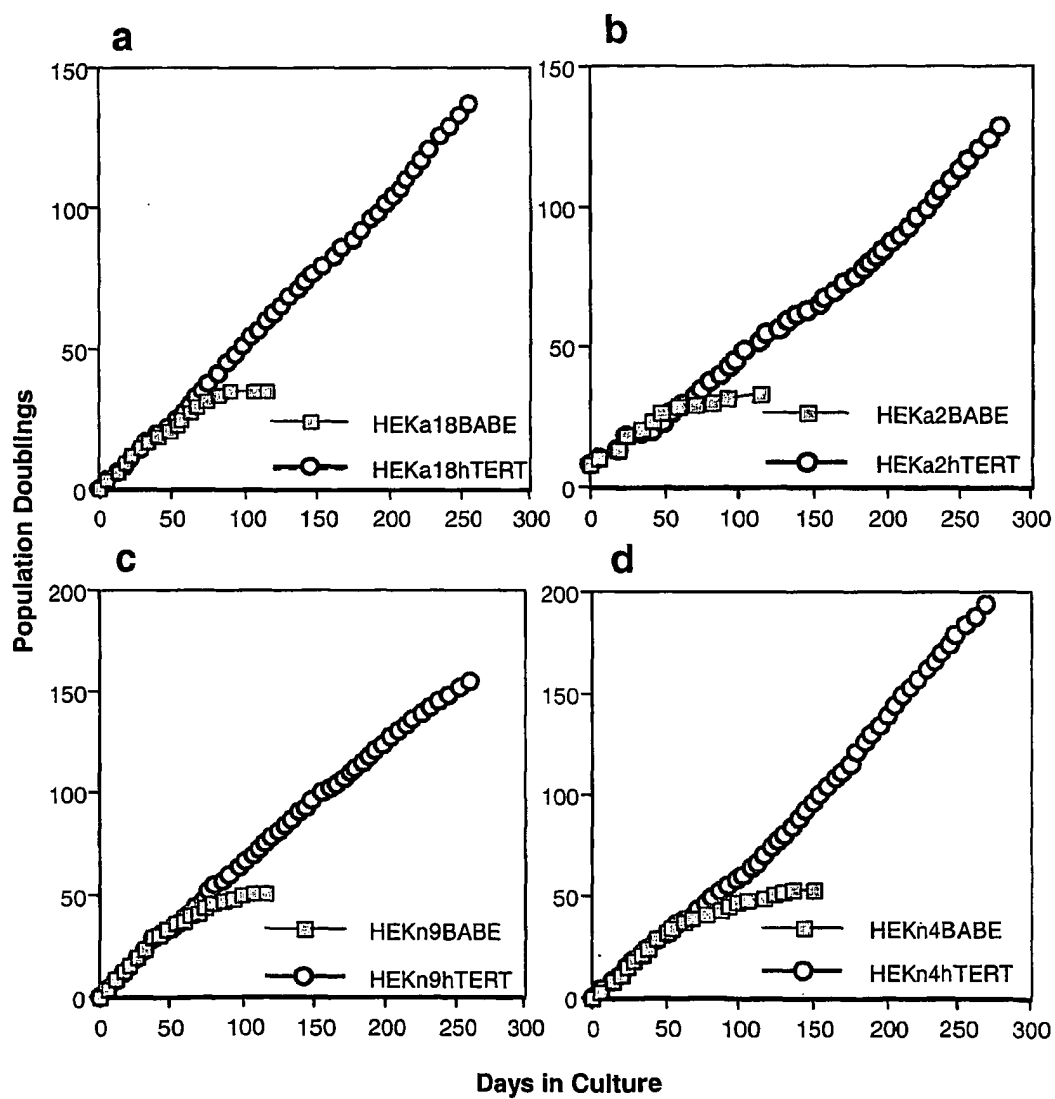 a
b
150
100
50
0
HEKa18BABE
HEKa18hTERT
0 50 100 150 200 250 300
150
100
50
0
HEKa2BABE
HEKa2hTERT
0 50 100 150 200 250 300
Population Doublings
c
d
200
150
100
50
0
HEKn9BABE
HEKn9hTERT
0 50 100 150 200 250 300
200
150
100
50
0
HEKn4BABE
HEKn4hTERT
0 50 100 150 200 250 300
Days in Culture